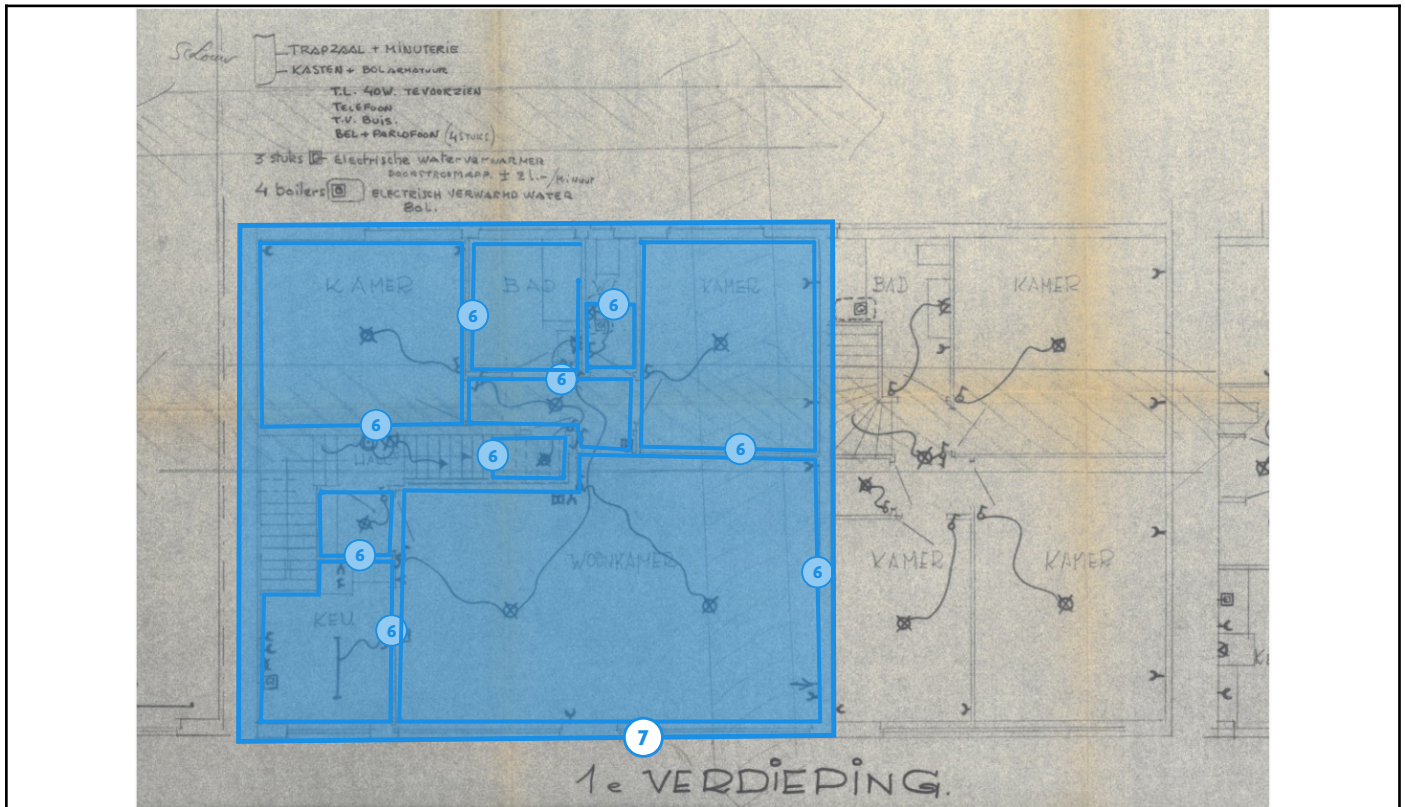 TRAPZAAL + MINUTERIE
KASTEN + BOLARMATUUR
T.L. 40W. TEVOORZIEN
TELEFOON
T.V. BUIS.
BEL + PARLOFOON (4 STUKS)
3 stuks Electrische waterverwarmer
DOORSTROOMAPP. ± 2 l.-/Minuut
4 boilers ELECTRISCH VERWARMD WATER
Bal.
KAMER BAD KAMER BAD KAMER
6 6
6
6
6 6
HALL
6 WOONKAMER KAMER KAMER
6
KEU 6
7
1e VERDIEPING.